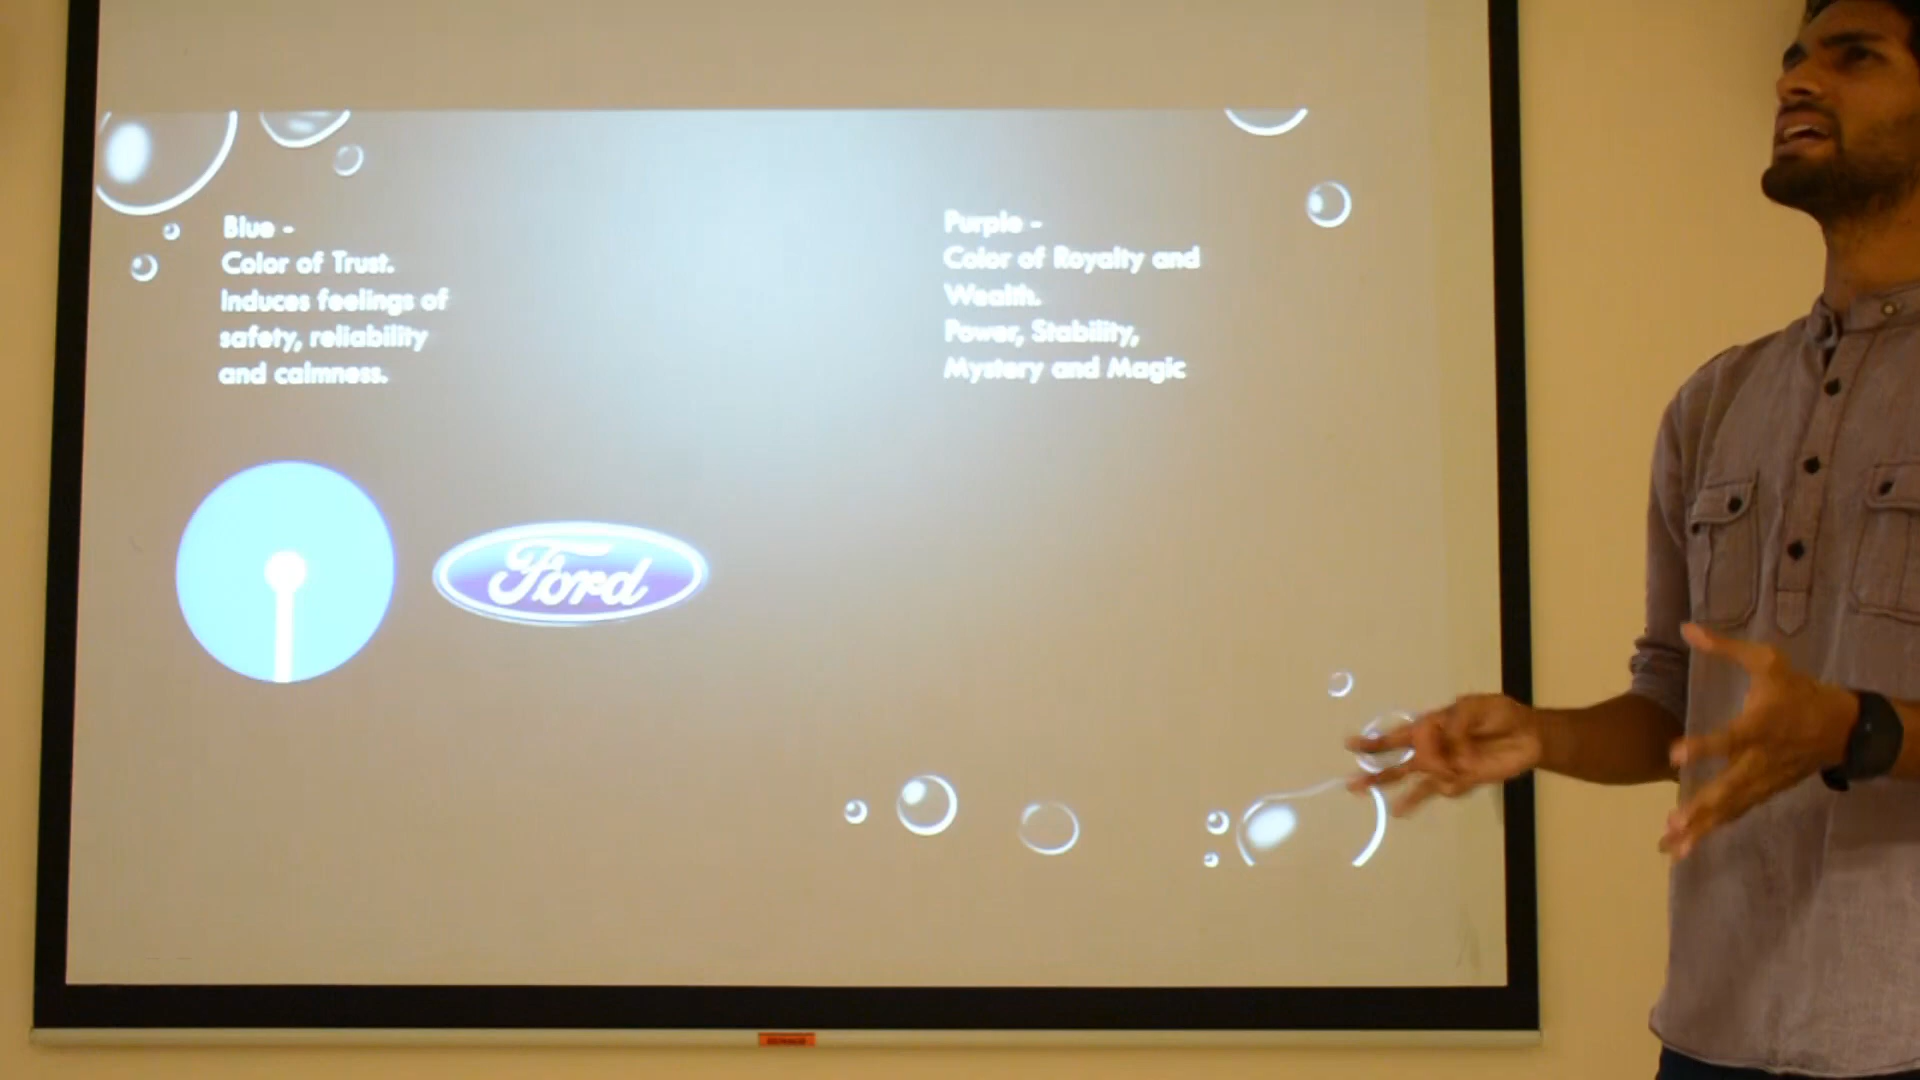 Blue -
Color of Trust.
Induces feelings of
safety, reliability
and calmness.
Purple -
Color of Royalty and
Wealth.
Power, Stability,
Mystery and Magic
Ford